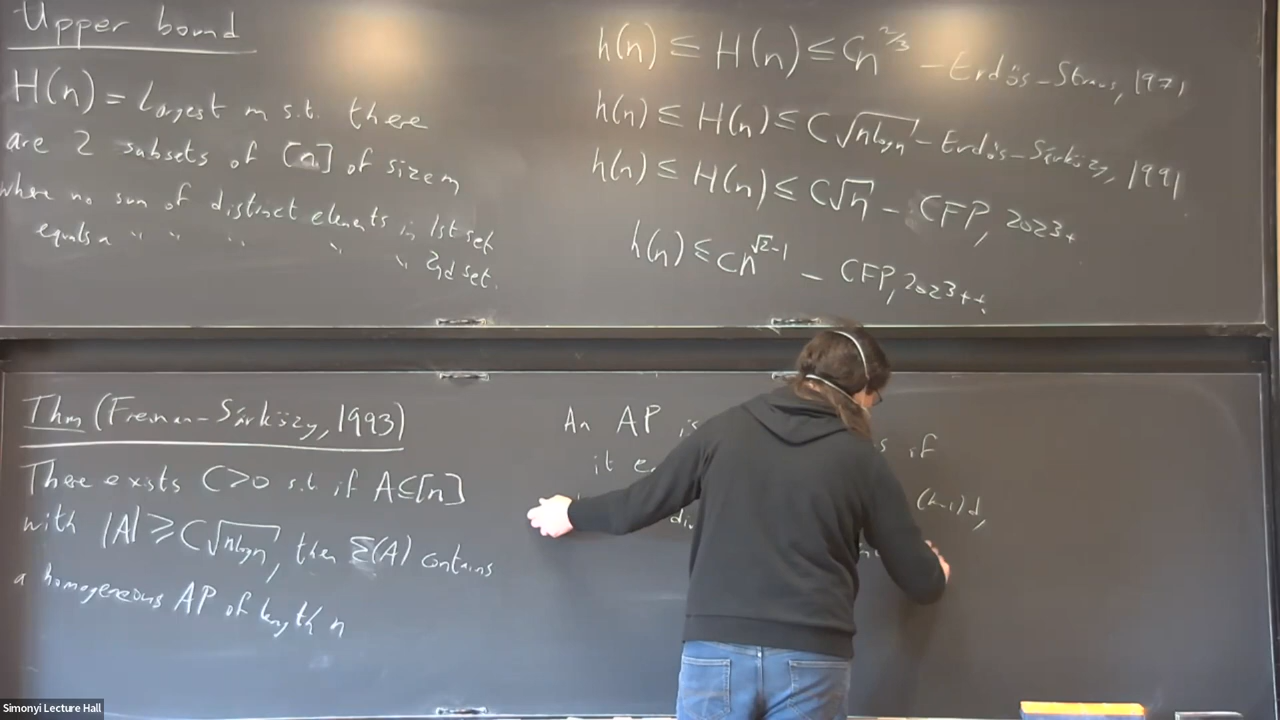 Upper bound
H(n) = largest m s.t. there
are 2 subsets of [n] of size m
where no sum of distinct elements in 1st set
equals a " " " " " 2nd set.
h(n) ≤ H(n) ≤ Cn^{2/3} - Erdős-Straus, 1971
h(n) ≤ H(n) ≤ C√(n log n) - Erdős-Sárközy, 1991
h(n) ≤ H(n) ≤ C√n - CFP, 2023+
h(n) ≤ Cn^{√2-1} - CFP, 2023++
Thm (Freiman-Sárközy, 1993)
There exists C>0 s.t. if A⊆[n]
with |A| ≥ C√(n log n), then Σ(A) contains
a homogeneous AP of length n
An AP is if
it
(k-1)d,